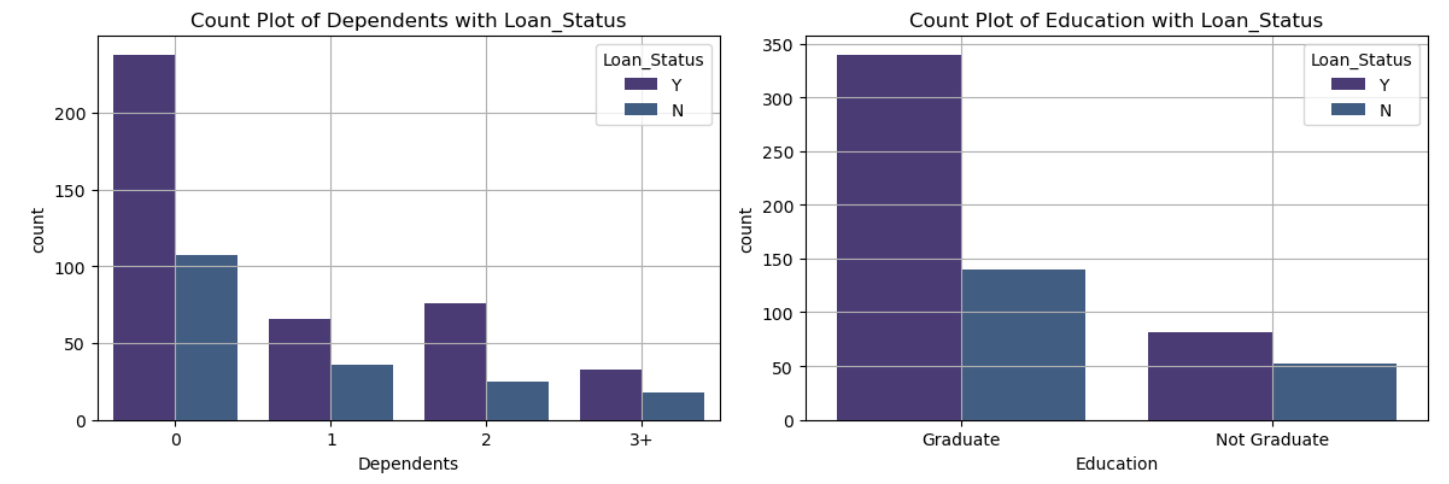 Count Plot of Dependents with Loan_Status
Loan_Status
Y
N
200
150
100
50
0
count
0 1 2 3+
Dependents
Count Plot of Education with Loan_Status
Loan_Status
Y
N
350
300
250
200
150
100
50
0
count
Graduate Not Graduate
Education